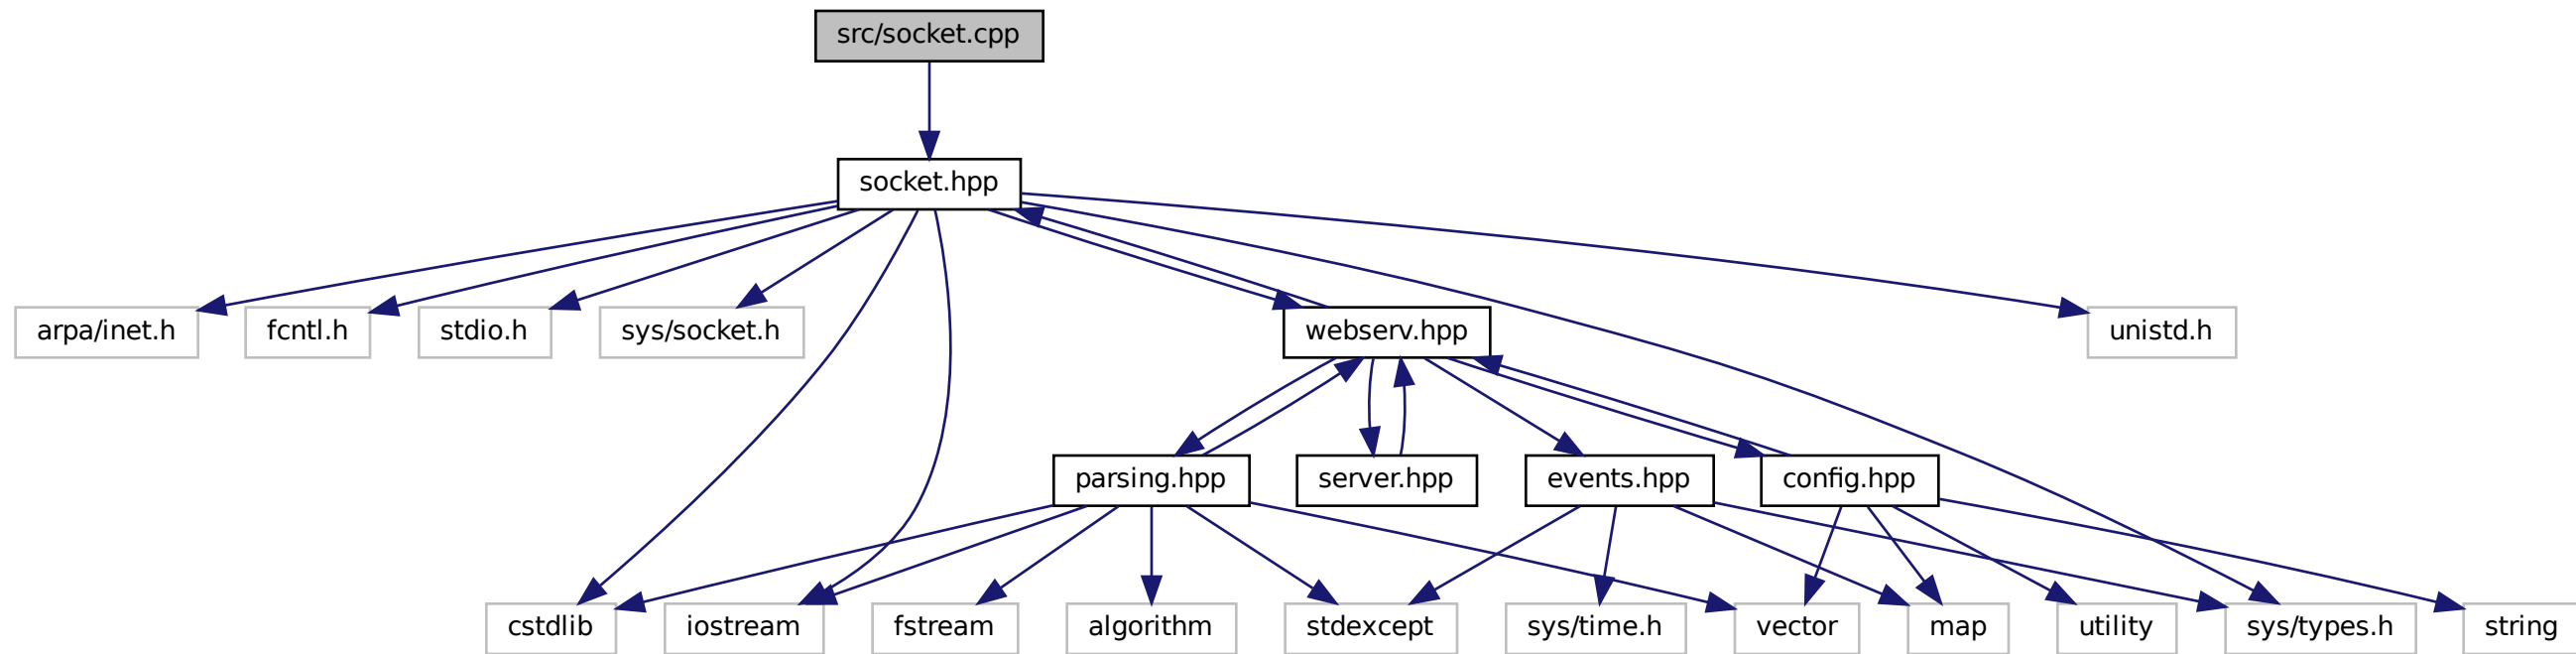 src/socket.cpp
socket.hpp
arpa/inet.h
fcntl.h
stdio.h
sys/socket.h
webserv.hpp
unistd.h
parsing.hpp
server.hpp
events.hpp
config.hpp
cstdlib
iostream
fstream
algorithm
stdexcept
sys/time.h
vector
map
utility
sys/types.h
string